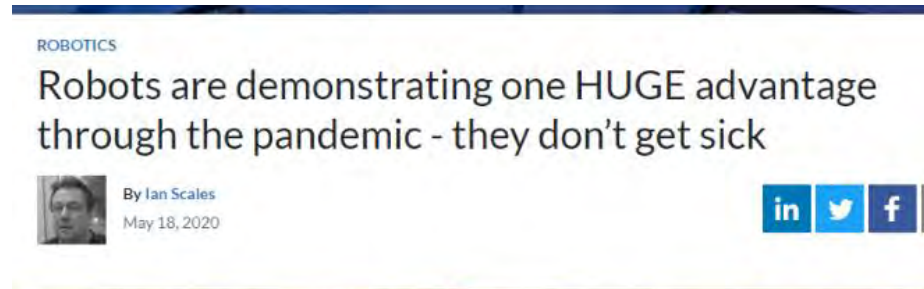 ROBOTICS
Robots are demonstrating one HUGE advantage
through the pandemic - they don’t get sick
By Ian Scales
May 18, 2020
in
f